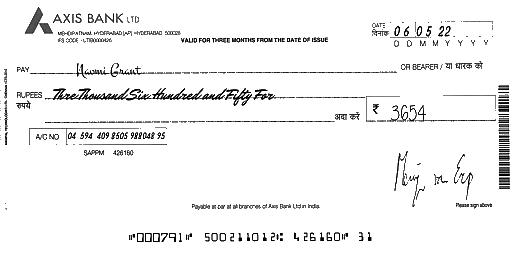 AXIS BANK LTD
MEHDIPATNAM, HYDERABAD [AP] HYDERABAD 500028
IFS CODE : UTIB0000426
VALID FOR THREE MONTHS FROM THE DATE OF ISSUE
DATE
दिनांक 06 05 22
D D M M Y Y Y Y
PAY Naomi Grant OR BEARER / या धारक को
RUPEES Three Thousand Six Hundred and Fifty For
रुपये अदा करें ₹ 3654
A/C NO 04 594 409 8505 988048 95
SAPPM 426160
Payable at par at all branches of Axis Bank Ltd in India.
Please sign above
"000791" 500211012: 426160" 31